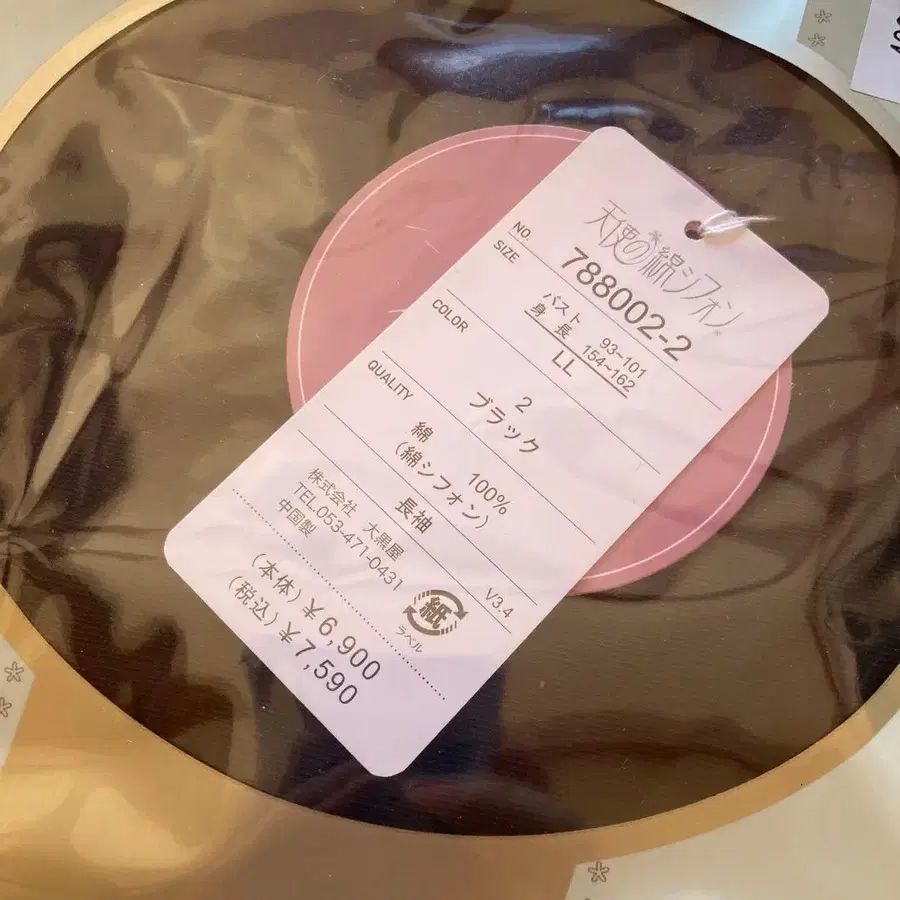 天使の綿シフォン
NO. 788002-2
SIZE バスト 93~101
身長 154~162
LL
COLOR 2
ブラック
QUALITY 綿 100%
(綿シフォン)
長袖
V3.4
株式会社 大黒屋
TEL.053-471-0431
中国製
紙
ラベル
(本体) ¥6,900
(税込) ¥7,590